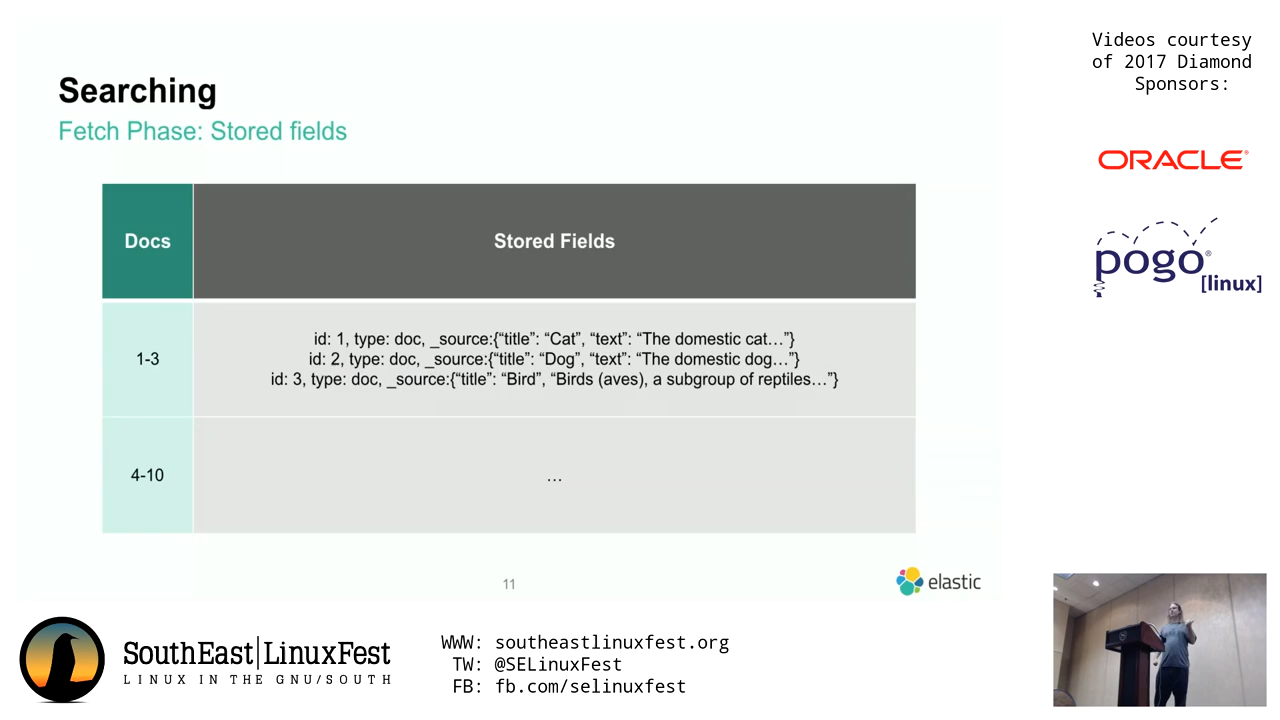 Searching
Fetch Phase: Stored fields
Docs
Stored Fields
1-3
id: 1, type: doc, _source:{“title”: “Cat”, “text”: “The domestic cat…”}
id: 2, type: doc, _source:{“title”: “Dog”, “text”: “The domestic dog…”}
id: 3, type: doc, _source:{“title”: “Bird”, “Birds (aves), a subgroup of reptiles…”}
4-10
…
11
elastic
Videos courtesy
of 2017 Diamond
Sponsors:
ORACLE®
pogo®
[linux]
SouthEast|LinuxFest
LINUX IN THE GNU/SOUTH
WWW: southeastlinuxfest.org
TW: @SELinuxFest
FB: fb.com/selinuxfest